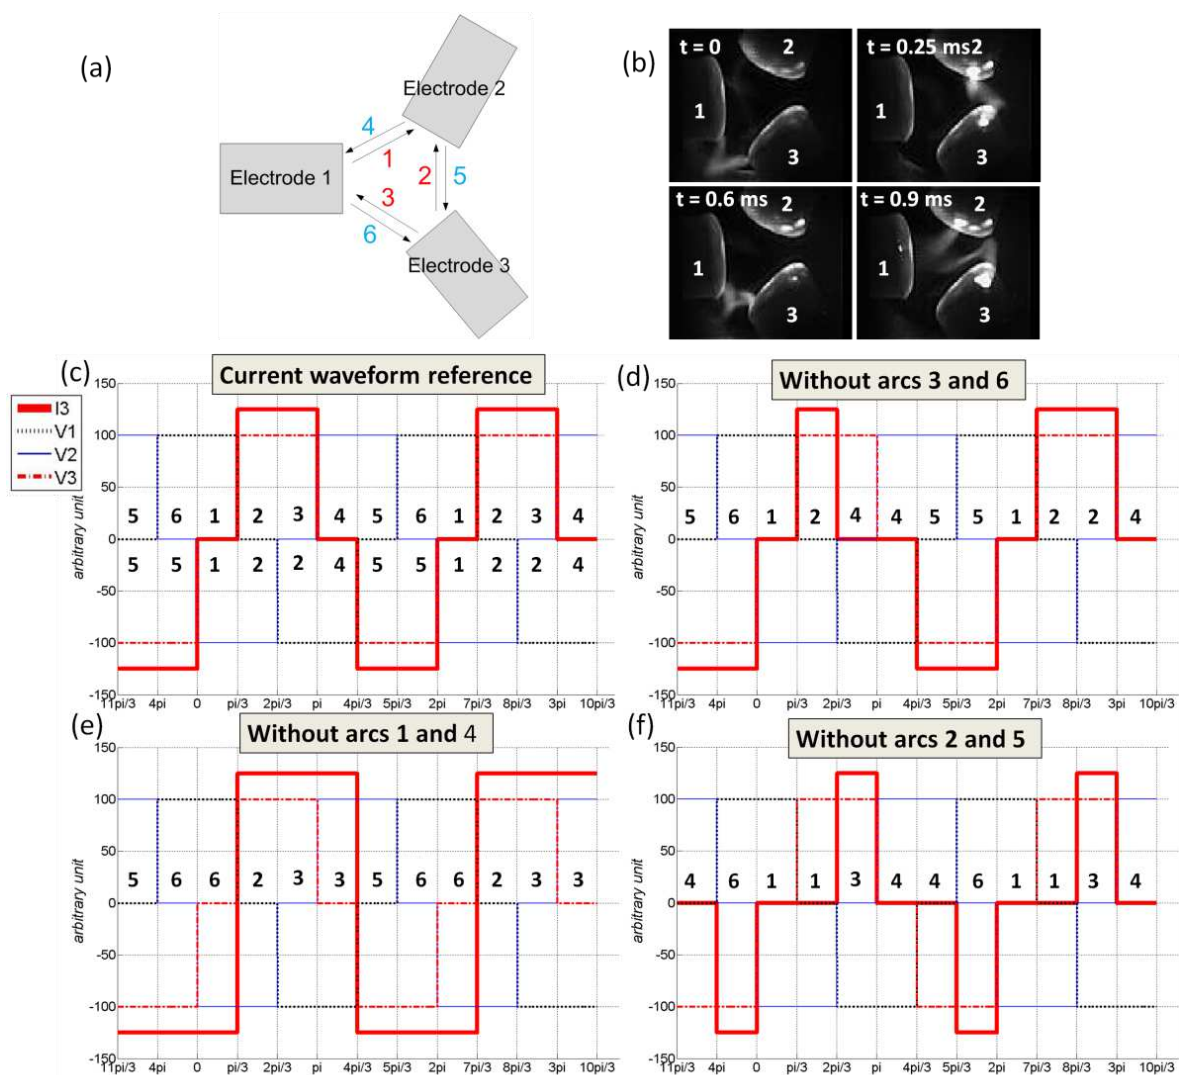 (a)
Electrode 2
4
1
Electrode 1
2
5
3
6
Electrode 3
(b)
t = 0
2
1
3
t = 0.25 ms2
1
3
t = 0.6 ms
2
1
3
t = 0.9 ms
2
1
3
(c)
Current waveform reference
I3
V1
V2
V3
arbitrary unit
150
100
50
0
-50
-100
-150
5 6 1 2 3 4 5 6 1 2 3 4
5 5 1 2 2 4 5 5 1 2 2 4
11pi/3 4pi 0 pi/3 2pi/3 pi 4pi/3 5pi/3 2pi 7pi/3 8pi/3 3pi 10pi/3
(d)
Without arcs 3 and 6
arbitrary unit
150
100
50
0
-50
-100
-150
5 6 1 2 4 4 5 5 1 2 2 4
11pi/3 4pi 0 pi/3 2pi/3 pi 4pi/3 5pi/3 2pi 7pi/3 8pi/3 3pi 10pi/3
(e)
Without arcs 1 and 4
arbitrary unit
150
100
50
0
-50
-100
-150
5 6 6 2 3 3 5 6 6 2 3 3
11pi/3 4pi 0 pi/3 2pi/3 pi 4pi/3 5pi/3 2pi 7pi/3 8pi/3 3pi 10pi/3
(f)
Without arcs 2 and 5
arbitrary unit
150
100
50
0
-50
-100
-150
4 6 1 1 3 4 4 6 1 1 3 4
11pi/3 4pi 0 pi/3 2pi/3 pi 4pi/3 5pi/3 2pi 7pi/3 8pi/3 3pi 10pi/3